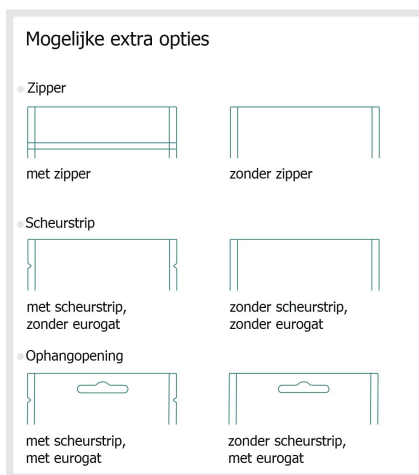 Mogelijke extra opties
Zipper
met zipper
zonder zipper
Scheurstrip
met scheurstrip,
zonder eurogat
zonder scheurstrip,
zonder eurogat
Ophangopening
met scheurstrip,
met eurogat
zonder scheurstrip,
met eurogat